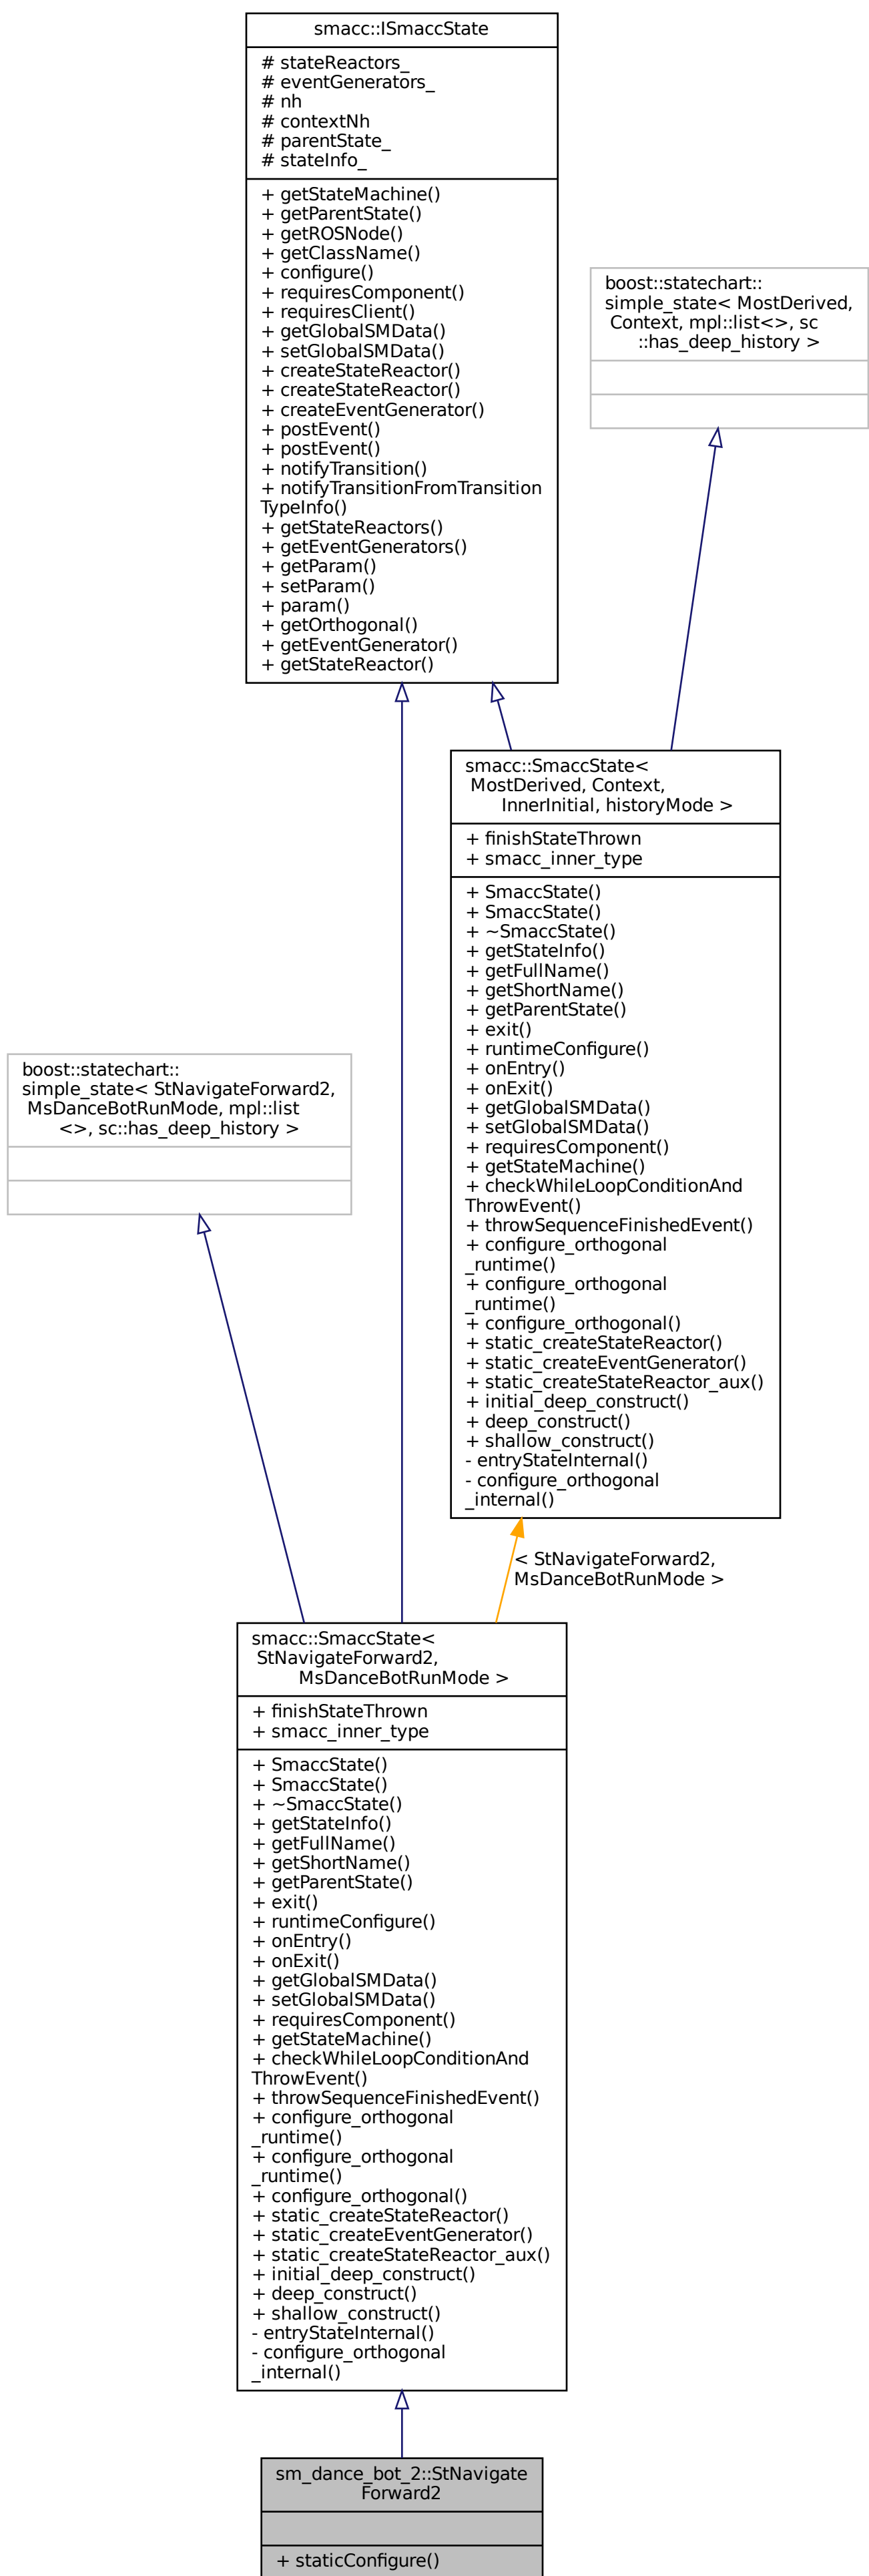 smacc::ISmaccState
# stateReactors_
# eventGenerators_
# nh
# contextNh
# parentState_
# stateInfo_
+ getStateMachine()
+ getParentState()
+ getROSNode()
+ getClassName()
+ configure()
+ requiresComponent()
+ requiresClient()
+ getGlobalSMData()
+ setGlobalSMData()
+ createStateReactor()
+ createStateReactor()
+ createEventGenerator()
+ postEvent()
+ postEvent()
+ notifyTransition()
+ notifyTransitionFromTransition
TypeInfo()
+ getStateReactors()
+ getEventGenerators()
+ getParam()
+ setParam()
+ param()
+ getOrthogonal()
+ getEventGenerator()
+ getStateReactor()
boost::statechart::
simple_state< MostDerived,
Context, mpl::list<>, sc
::has_deep_history >
smacc::SmaccState<
MostDerived, Context,
InnerInitial, historyMode >
+ finishStateThrown
+ smacc_inner_type
+ SmaccState()
+ SmaccState()
+ ~SmaccState()
+ getStateInfo()
+ getFullName()
+ getShortName()
+ getParentState()
+ exit()
+ runtimeConfigure()
+ onEntry()
+ onExit()
+ getGlobalSMData()
+ setGlobalSMData()
+ requiresComponent()
+ getStateMachine()
+ checkWhileLoopConditionAnd
ThrowEvent()
+ throwSequenceFinishedEvent()
+ configure_orthogonal
_runtime()
+ configure_orthogonal
_runtime()
+ configure_orthogonal()
+ static_createStateReactor()
+ static_createEventGenerator()
+ static_createStateReactor_aux()
+ initial_deep_construct()
+ deep_construct()
+ shallow_construct()
- entryStateInternal()
- configure_orthogonal
_internal()
boost::statechart::
simple_state< StNavigateForward2,
MsDanceBotRunMode, mpl::list
<>, sc::has_deep_history >
< StNavigateForward2,
MsDanceBotRunMode >
smacc::SmaccState<
StNavigateForward2,
MsDanceBotRunMode >
+ finishStateThrown
+ smacc_inner_type
+ SmaccState()
+ SmaccState()
+ ~SmaccState()
+ getStateInfo()
+ getFullName()
+ getShortName()
+ getParentState()
+ exit()
+ runtimeConfigure()
+ onEntry()
+ onExit()
+ getGlobalSMData()
+ setGlobalSMData()
+ requiresComponent()
+ getStateMachine()
+ checkWhileLoopConditionAnd
ThrowEvent()
+ throwSequenceFinishedEvent()
+ configure_orthogonal
_runtime()
+ configure_orthogonal
_runtime()
+ configure_orthogonal()
+ static_createStateReactor()
+ static_createEventGenerator()
+ static_createStateReactor_aux()
+ initial_deep_construct()
+ deep_construct()
+ shallow_construct()
- entryStateInternal()
- configure_orthogonal
_internal()
sm_dance_bot_2::StNavigate
Forward2
+ staticConfigure()